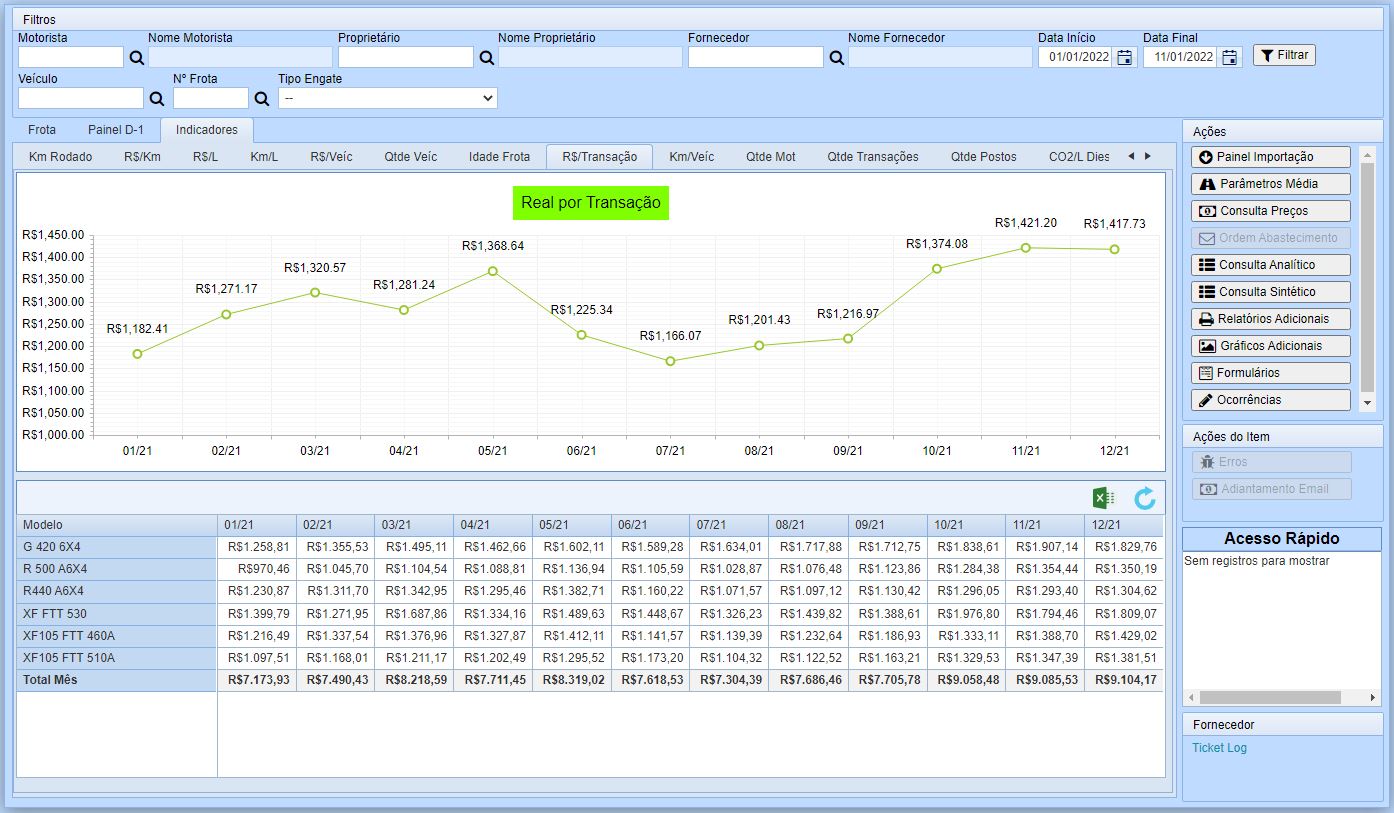 Filtros
Motorista Nome Motorista Proprietário Nome Proprietário Fornecedor Nome Fornecedor Data Início Data Final
01/01/2022 11/01/2022 Filtrar
Veículo Nº Frota Tipo Engate
--
Frota Painel D-1 Indicadores
Km Rodado R$/Km R$/L Km/L R$/Veíc Qtde Veíc Idade Frota R$/Transação Km/Veíc Qtde Mot Qtde Transações Qtde Postos CO2/L Dies
Real por Transação
R$1,450.00
R$1,400.00
R$1,350.00
R$1,300.00
R$1,250.00
R$1,200.00
R$1,150.00
R$1,100.00
R$1,050.00
R$1,000.00
R$1,182.41 R$1,271.17 R$1,320.57 R$1,281.24 R$1,368.64 R$1,225.34 R$1,166.07 R$1,201.43 R$1,216.97 R$1,374.08 R$1,421.20 R$1,417.73
01/21 02/21 03/21 04/21 05/21 06/21 07/21 08/21 09/21 10/21 11/21 12/21
Modelo 01/21 02/21 03/21 04/21 05/21 06/21 07/21 08/21 09/21 10/21 11/21 12/21
G 420 6X4 R$1.258,81 R$1.355,53 R$1.495,11 R$1.462,66 R$1.602,11 R$1.589,28 R$1.634,01 R$1.717,88 R$1.712,75 R$1.838,61 R$1.907,14 R$1.829,76
R 500 A6X4 R$970,46 R$1.045,70 R$1.104,54 R$1.088,81 R$1.136,94 R$1.105,59 R$1.028,87 R$1.076,48 R$1.123,86 R$1.284,38 R$1.354,44 R$1.350,19
R440 A6X4 R$1.230,87 R$1.311,70 R$1.342,95 R$1.295,46 R$1.382,71 R$1.160,22 R$1.071,57 R$1.097,12 R$1.130,42 R$1.296,05 R$1.293,40 R$1.304,62
XF FTT 530 R$1.399,79 R$1.271,95 R$1.687,86 R$1.334,16 R$1.489,63 R$1.448,67 R$1.326,23 R$1.439,82 R$1.388,61 R$1.976,80 R$1.794,46 R$1.809,07
XF105 FTT 460A R$1.216,49 R$1.337,54 R$1.376,96 R$1.327,87 R$1.412,11 R$1.141,57 R$1.139,39 R$1.232,64 R$1.186,93 R$1.333,11 R$1.388,70 R$1.429,02
XF105 FTT 510A R$1.097,51 R$1.168,01 R$1.211,17 R$1.202,49 R$1.295,52 R$1.173,20 R$1.104,32 R$1.122,52 R$1.163,21 R$1.329,53 R$1.347,39 R$1.381,51
Total Mês R$7.173,93 R$7.490,43 R$8.218,59 R$7.711,45 R$8.319,02 R$7.618,53 R$7.304,39 R$7.686,46 R$7.705,78 R$9.058,48 R$9.085,53 R$9.104,17
Ações
Painel Importação
Parâmetros Média
Consulta Preços
Ordem Abastecimento
Consulta Analítico
Consulta Sintético
Relatórios Adicionais
Gráficos Adicionais
Formulários
Ocorrências
Ações do Item
Erros
Adiantamento Email
Acesso Rápido
Sem registros para mostrar
Fornecedor
Ticket Log